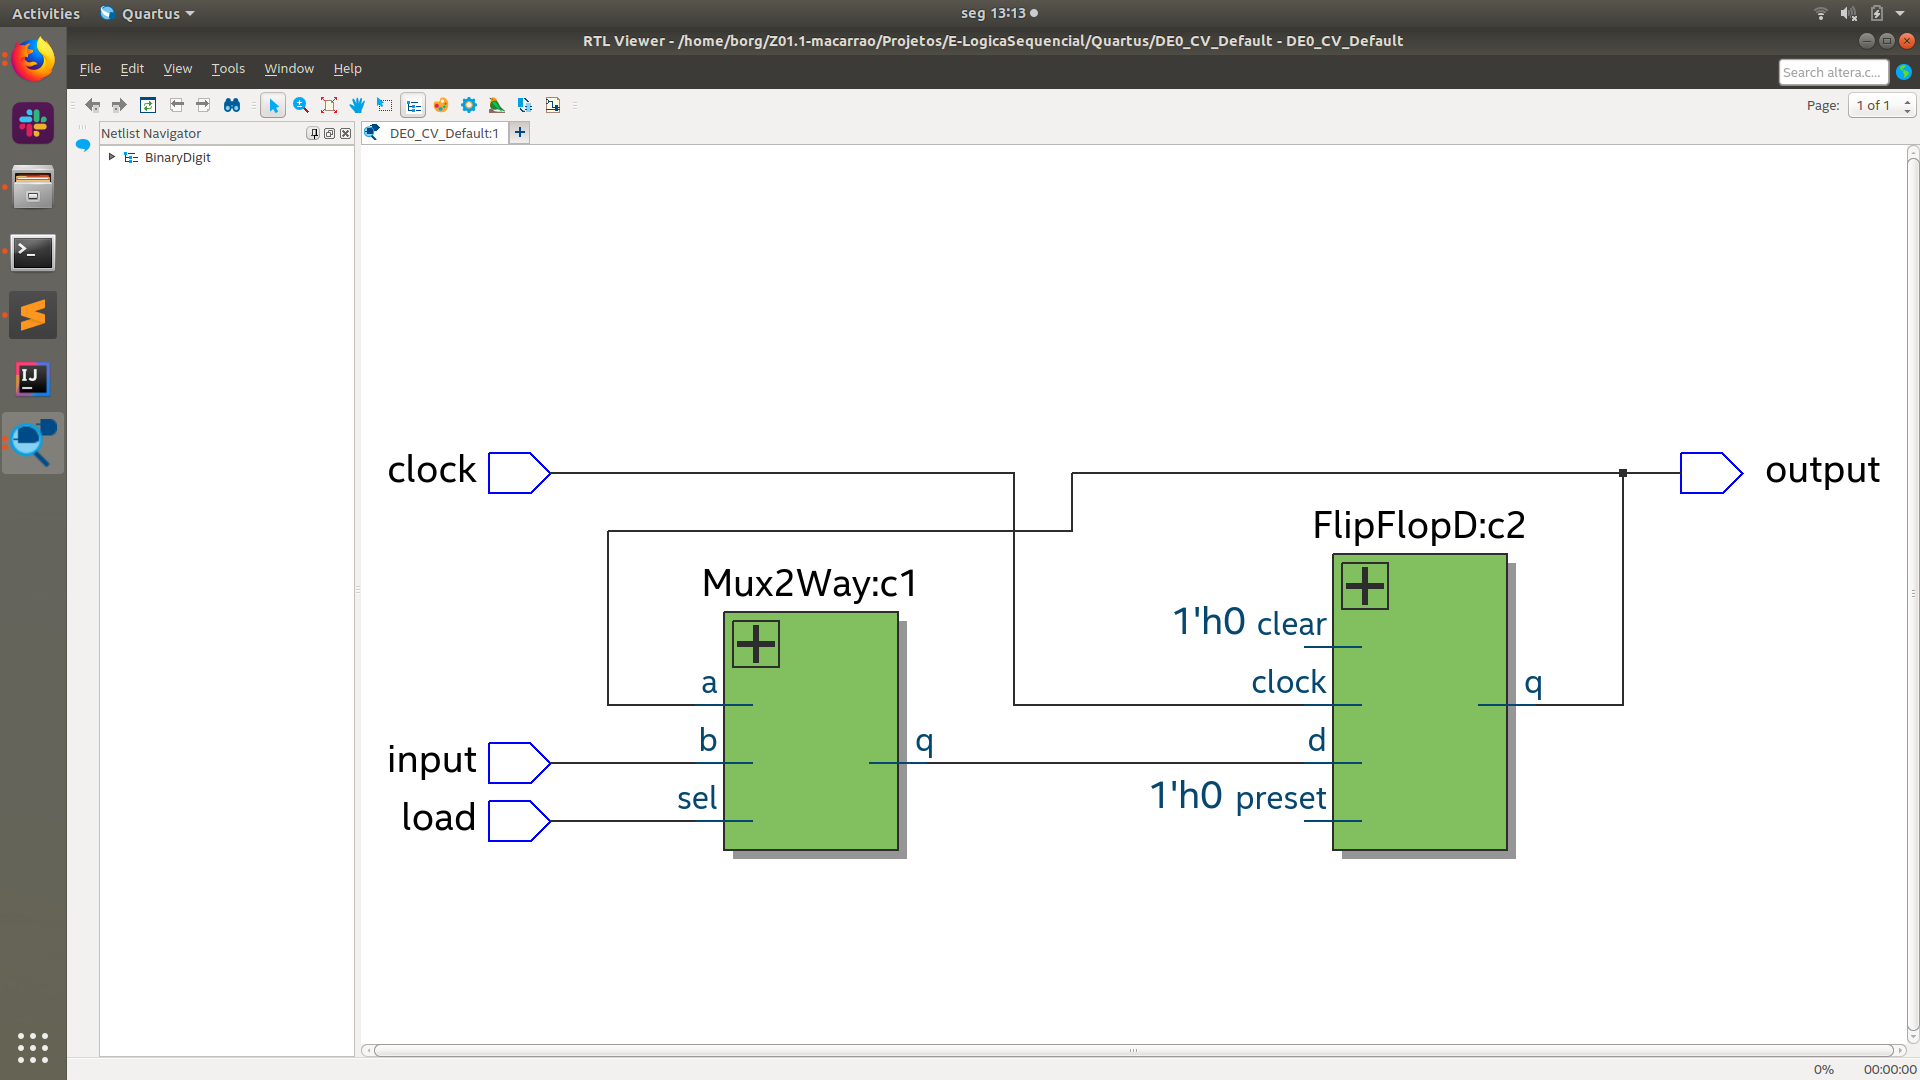 Activities Quartus seg 13:13
RTL Viewer - /home/borg/Z01.1-macarrao/Projetos/E-LogicaSequencial/Quartus/DE0_CV_Default - DE0_CV_Default
File Edit View Tools Window Help Search altera.c...
Page: 1 of 1
Netlist Navigator DE0_CV_Default:1
BinaryDigit
clock output
FlipFlopD:c2
Mux2Way:c1
1'h0 clear
a clock q
input b q d
load sel 1'h0 preset
>_
IJ
0% 00:00:00